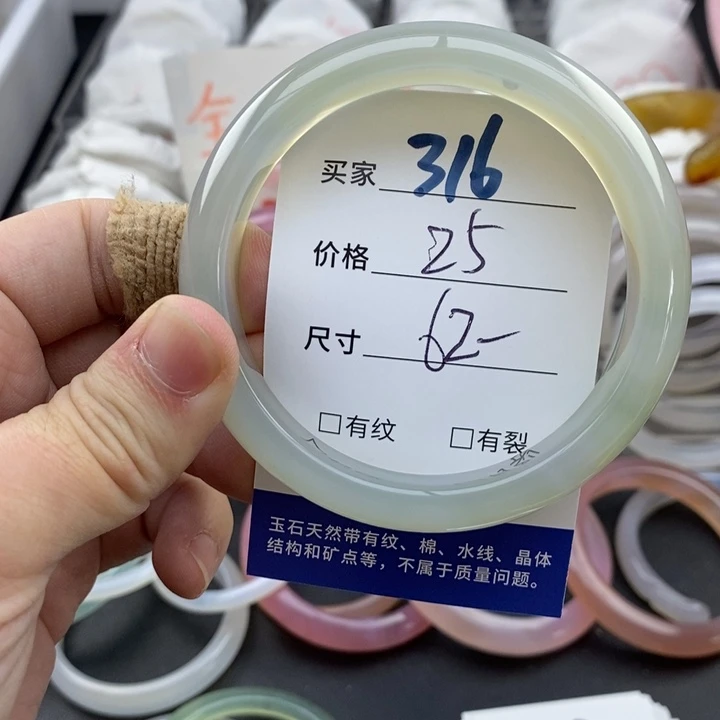 买家 316
价格 25
尺寸 62-
□有纹 □有裂
玉石天然带有纹、棉、水线、晶体
结构和矿点等，不属于质量问题。